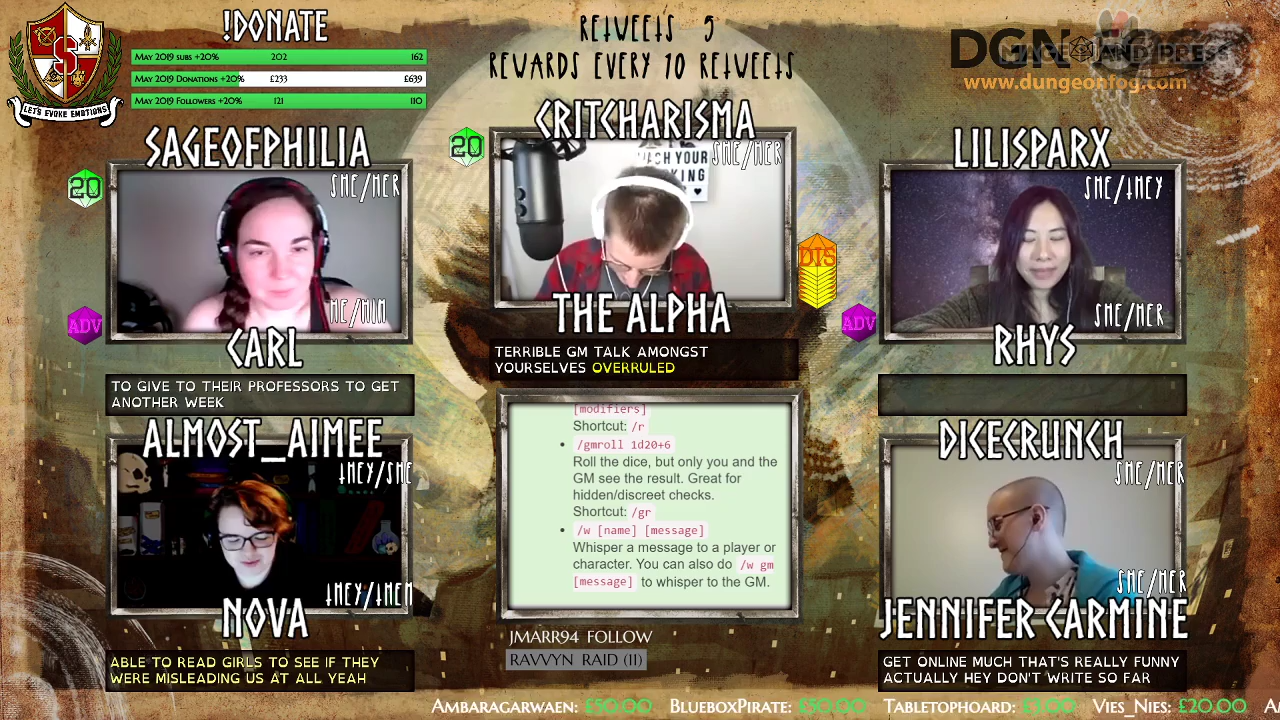 !DONATE
MAY 2019 SUBS +20% 202 162
MAY 2019 DONATIONS +20% £233 £639
MAY 2019 FOLLOWERS +20% 121 110
LET'S EVOKE EMOTIONS
RETWEETS 5
REWARDS EVERY 10 RETWEETS
www.dungeonfog.com
SAGEOFPHILIA
SHE/HER
20
HE/HIM
ADV
CARL
TO GIVE TO THEIR PROFESSORS TO GET
ANOTHER WEEK
CRITCHARISMA
SHE/HER
20
YOUR
DIS
THE ALPHA
TERRIBLE GM TALK AMONGST
YOURSELVES OVERRULED
LILISPARX
SHE/THEY
SHE/HER
ADV
RHYS
ALMOST_AIMEE
THEY/SHE
THEY/THEM
NOVA
ABLE TO READ GIRLS TO SEE IF THEY
WERE MISLEADING US AT ALL YEAH
[modifiers]
Shortcut: /r
• /gmroll 1d20+6
Roll the dice, but only you and the
GM see the result. Great for
hidden/discreet checks.
Shortcut: /gr
• /w [name] [message]
Whisper a message to a player or
character. You can also do /w gm
[message] to whisper to the GM.
JMARR94 FOLLOW
RAVVYN RAID (11)
DICECRUNCH
SHE/HER
SHE/HER
JENNIFER CARMINE
GET ONLINE MUCH THAT'S REALLY FUNNY
ACTUALLY HEY DON'T WRITE SO FAR
AMBARAGARWAEN: £50.00 BLUEBOXPIRATE: £50.00 TABLETOPHOARD: £5.00 VIES_NIES: £20.00 A